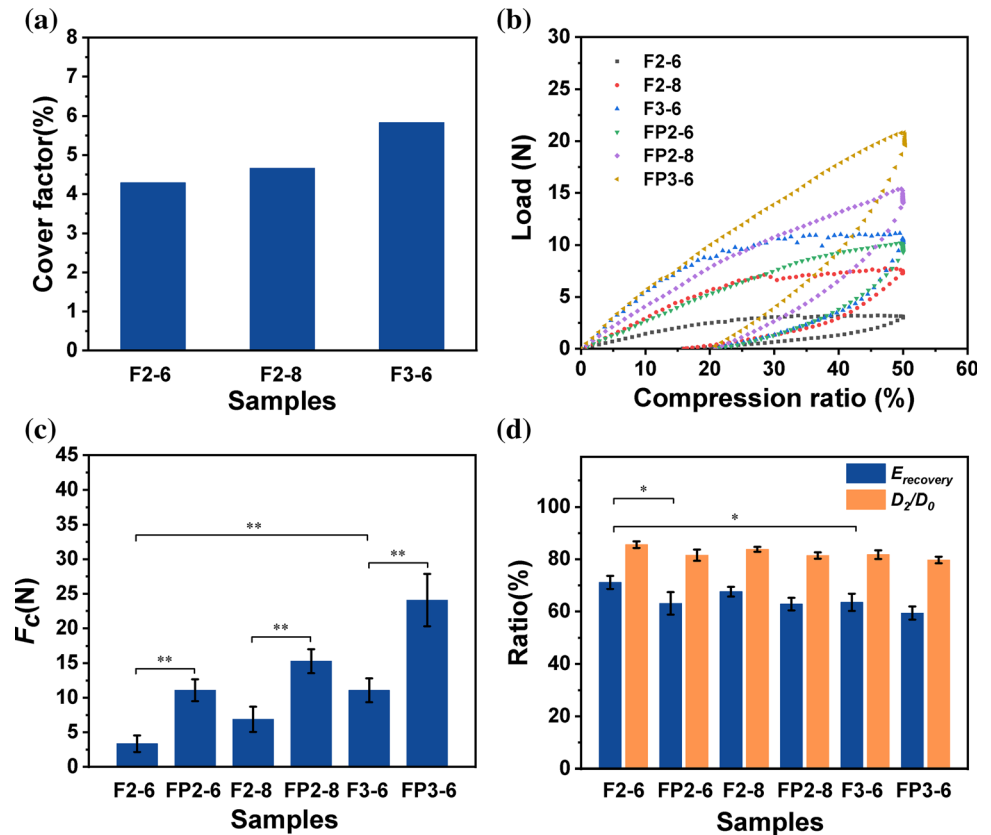 (a)
8
7
6
5
4
3
2
1
0
Cover factor(%)
F2-6 F2-8 F3-6
Samples
(b)
30
25
20
15
10
5
0
Load (N)
F2-6
F2-8
F3-6
FP2-6
FP2-8
FP3-6
0 10 20 30 40 50 60
Compression ratio (%)
(c)
45
40
35
30
25
20
15
10
5
0
Fc(N)
**
**
**
**
F2-6 FP2-6 F2-8 FP2-8 F3-6 FP3-6
Samples
(d)
100
80
60
40
20
0
Ratio(%)
Erecovery
D2/D0
*
*
F2-6 FP2-6 F2-8 FP2-8 F3-6 FP3-6
Samples